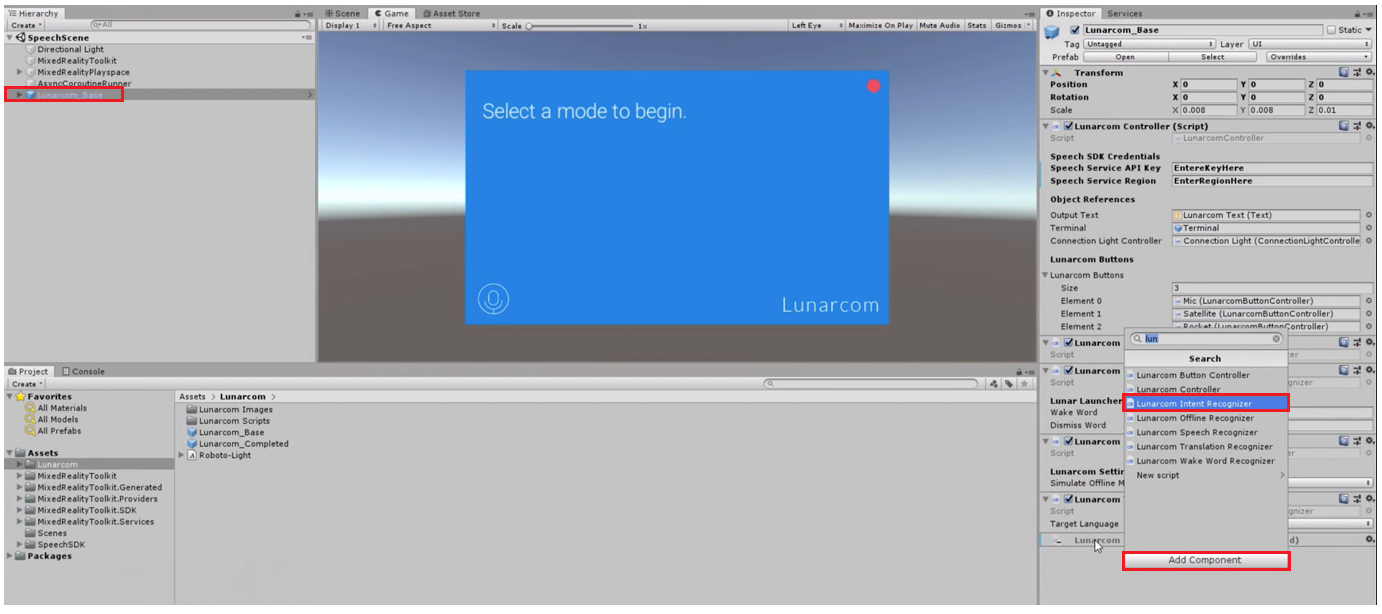 Hierarchy
Create
All
SpeechScene
Directional Light
MixedRealityToolkit
MixedRealityPlayspace
AsyncCoroutineRunner
Lunarcom_Base
Scene Game Asset Store
Display 1 Free Aspect Scale 1x Left Eye Maximize On Play Mute Audio Stats Gizmos
Select a mode to begin.
Lunarcom
Project Console
Create
Favorites
All Materials
All Models
All Prefabs
Assets
Lunarcom
MixedRealityToolkit
MixedRealityToolkit.Generated
MixedRealityToolkit.Providers
MixedRealityToolkit.SDK
MixedRealityToolkit.Services
Scenes
SpeechSDK
Packages
Assets > Lunarcom >
Lunarcom Images
Lunarcom Scripts
Lunarcom_Base
Lunarcom_Completed
Roboto-Light
Inspector Services
Lunarcom_Base Static
Tag Untagged Layer UI
Prefab Open Select Overrides
Transform
Position X 0 Y 0 Z 0
Rotation X 0 Y 0 Z 0
Scale X 0.008 Y 0.008 Z 0.01
Lunarcom Controller (Script)
Script LunarcomController
Speech SDK Credentials
Speech Service API Key EntereKeyHere
Speech Service Region EnterRegionHere
Object References
Output Text Lunarcom Text (Text)
Terminal Terminal
Connection Light Controller Connection Light (ConnectionLightControlle
Lunarcom Buttons
Lunarcom Buttons
Size 3
Element 0 Mic (LunarcomButtonController)
Element 1 Satellite (LunarcomButtonController)
Element 2 Rocket (LunarcomButtonController)
Lunarcom
Script er
Lunarcom
Script gnizer
Lunar Launcher
Wake Word
Dismiss Word
Lunarcom
Script er
Lunarcom Settin
Simulate Offline M
Lunarcom
Script gnizer
Target Language
Lunarcom d)
lun
Search
Lunarcom Button Controller
Lunarcom Controller
Lunarcom Intent Recognizer
Lunarcom Offline Recognizer
Lunarcom Speech Recognizer
Lunarcom Translation Recognizer
Lunarcom Wake Word Recognizer
New script
Add Component